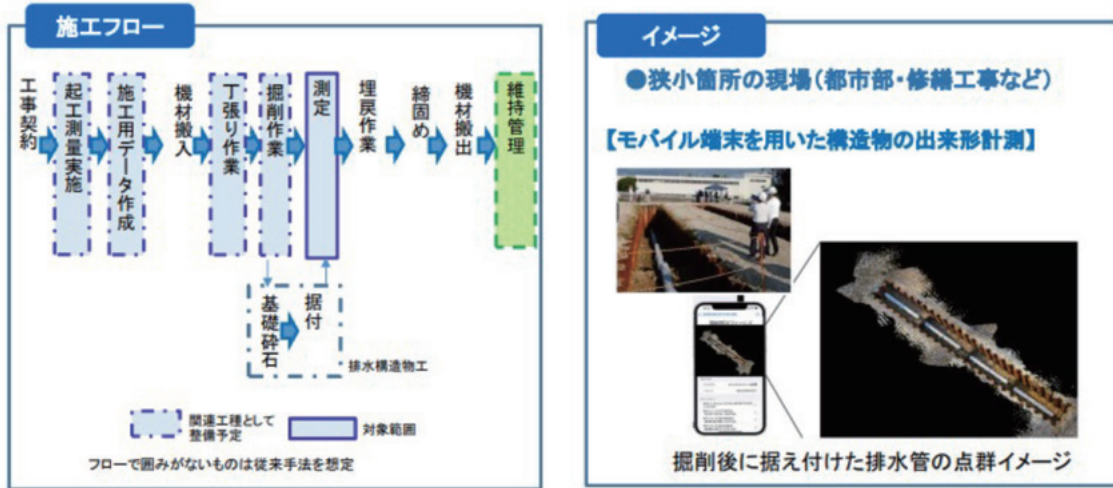 施工フロー
工事契約
起工測量実施
施工用データ作成
機材搬入
丁張り作業
掘削作業
測定
埋戻作業
締固め
機材搬出
維持管理
基礎砕石
据付
排水構造物工
関連工種として
整備予定
対象範囲
フローで囲みがないものは従来手法を想定
イメージ
●狭小箇所の現場(都市部・修繕工事など)
【モバイル端末を用いた構造物の出来形計測】
掘削後に据え付けた排水管の点群イメージ